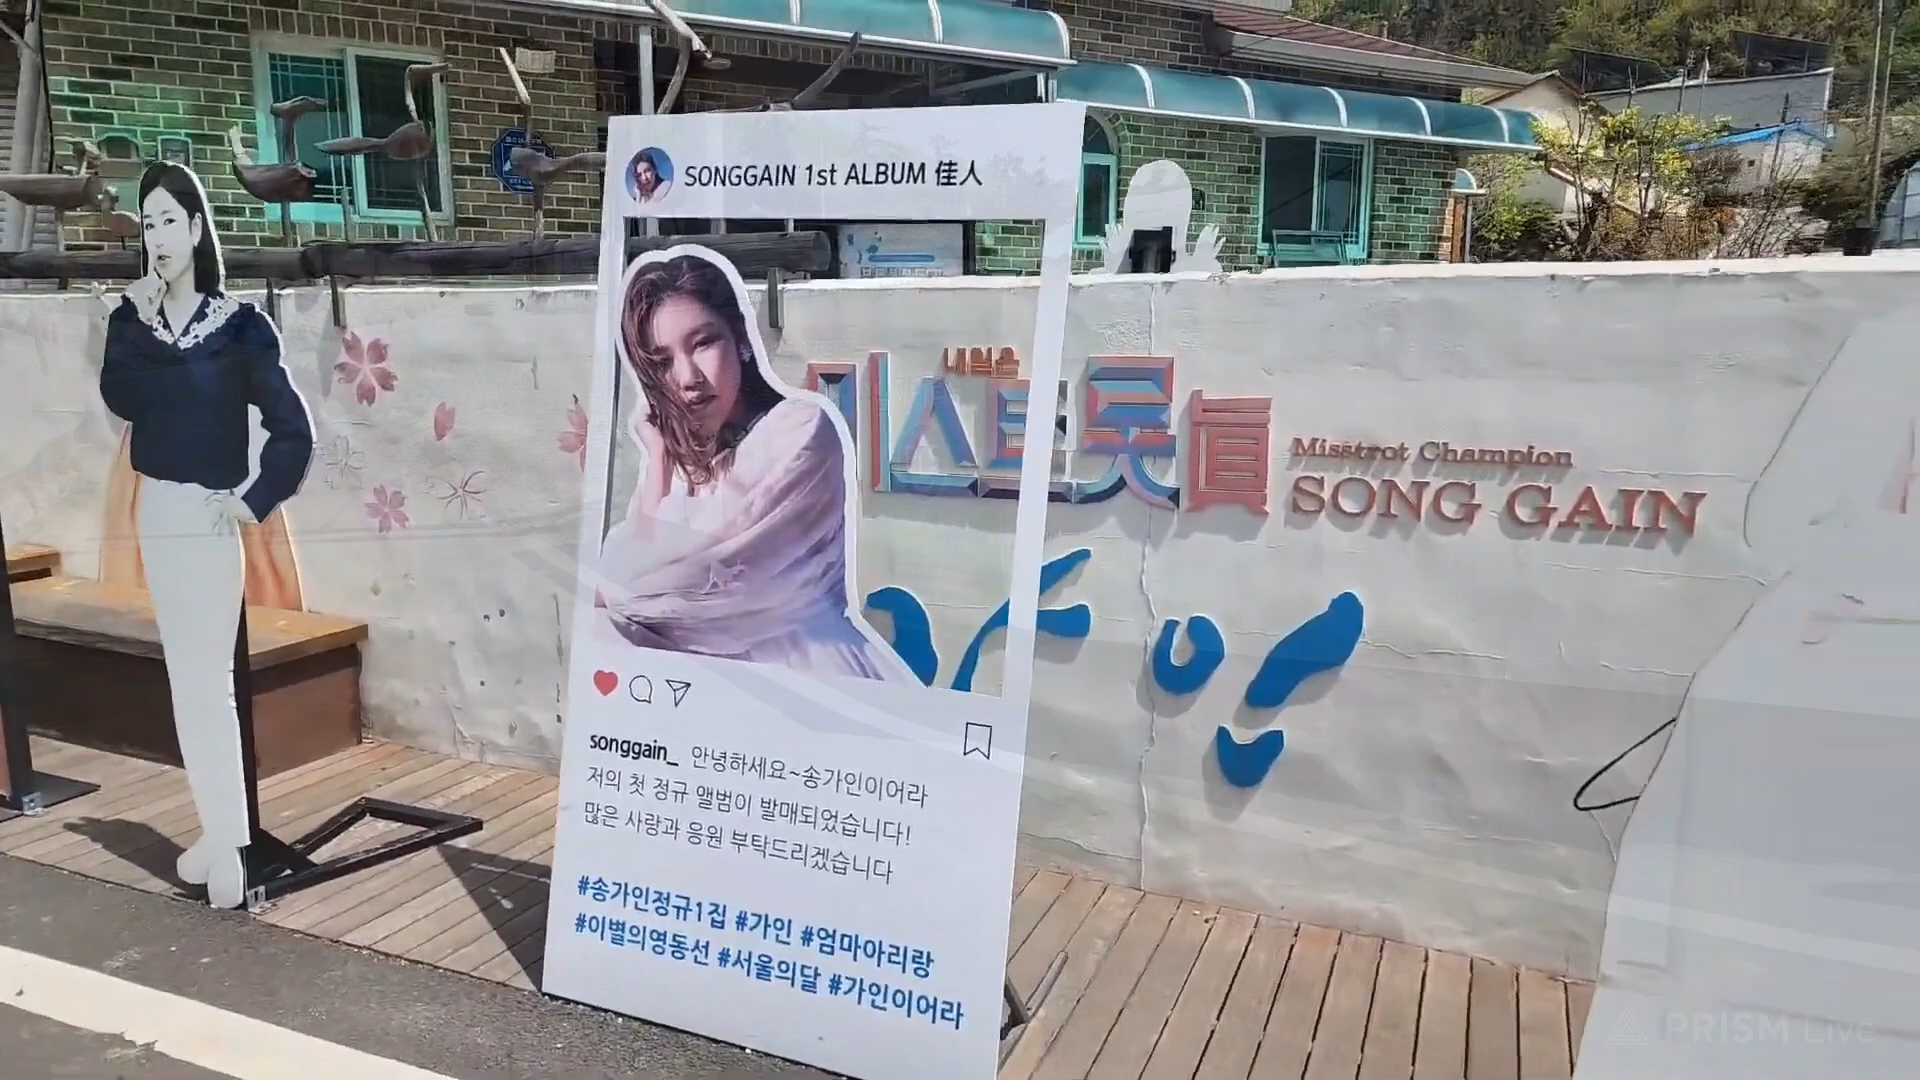 SONGGAIN 1st ALBUM 佳人
내일은
미스트롯 眞
Misstrot Champion
SONG GAIN
songgain_ 안녕하세요~송가인이어라
저의 첫 정규 앨범이 발매되었습니다!
많은 사랑과 응원 부탁드리겠습니다
#송가인정규1집 #가인 #엄마아리랑
#이별의영동선 #서울의달 #가인이어라
PRISM Live